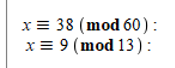 x ≡ 38 (mod 60) :
x ≡ 9 (mod 13) :